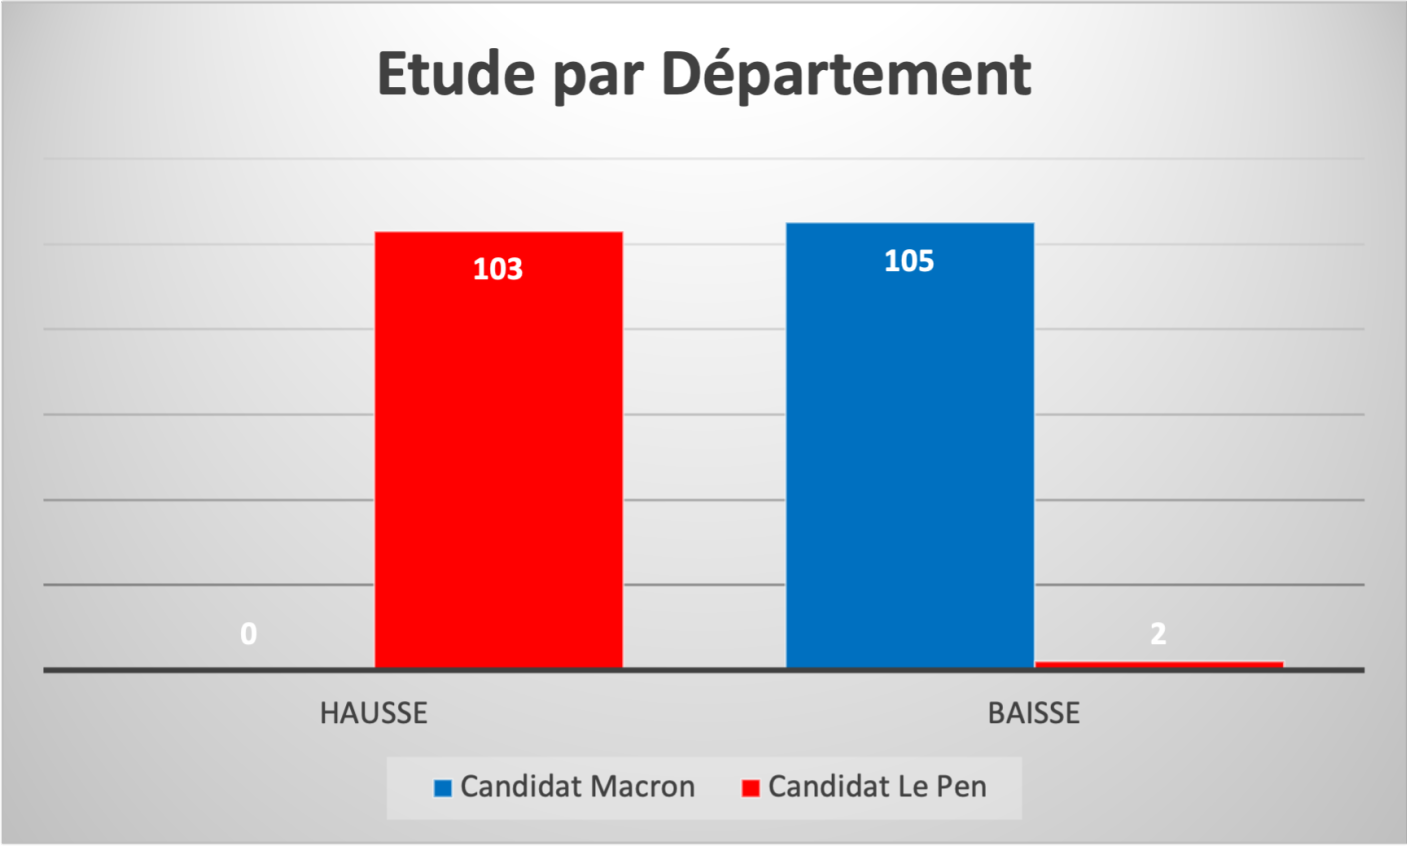 Etude par Département
103
105
0
2
HAUSSE
BAISSE
Candidat Macron
Candidat Le Pen